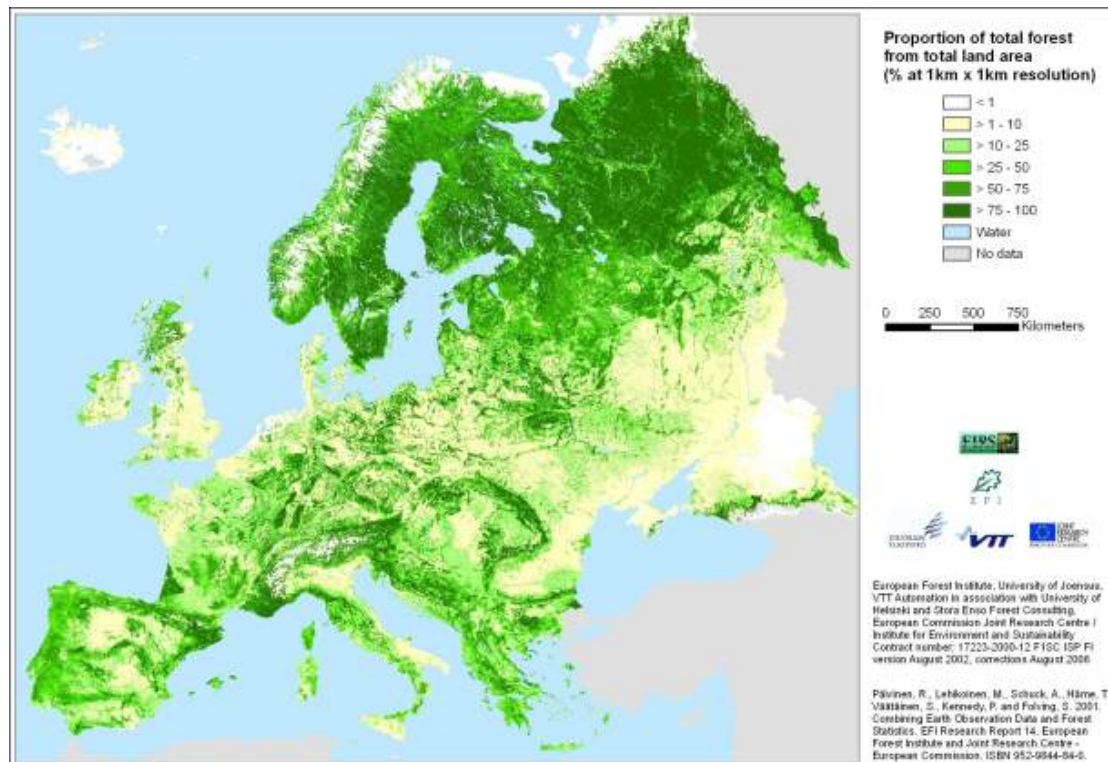 Proportion of total forest
from total land area
(% at 1km x 1km resolution)
< 1
> 1 - 10
> 10 - 25
> 25 - 50
> 50 - 75
> 75 - 100
Water
No data
0 250 500 750
Kilometers
EFI
VTT
JOINT
RESEARCH
CENTRE
EUROPEAN COMMISSION
European Forest Institute, University of Joensuu,
VTT Automation in association with University of
Helsinki and Stora Enso Forest Consulting,
European Commission Joint Research Centre /
Institute for Environment and Sustainability
Contract number: 17223-2000-12 F1SC ISP FI
version August 2002, corrections August 2006
Päivinen, R., Lehikoinen, M., Schuck, A., Häme, T.
Väätäinen, S., Kennedy, P. and Folving, S. 2001.
Combining Earth Observation Data and Forest
Statistics. EFI Research Report 14. European
Forest Institute and Joint Research Centre -
European Commission. ISBN 952-9844-84-0.